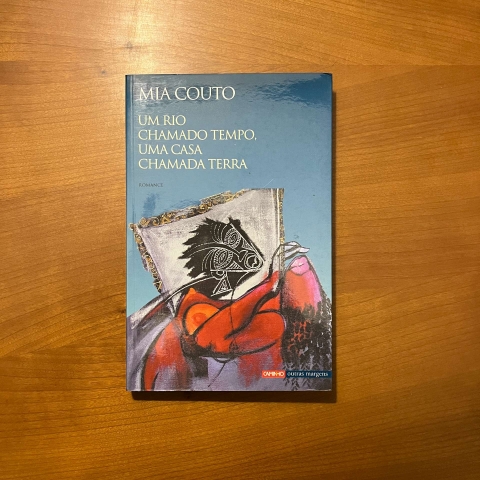 MIA COUTO
UM RIO
CHAMADO TEMPO,
UMA CASA
CHAMADA TERRA
ROMANCE
CAMINHO outras margens